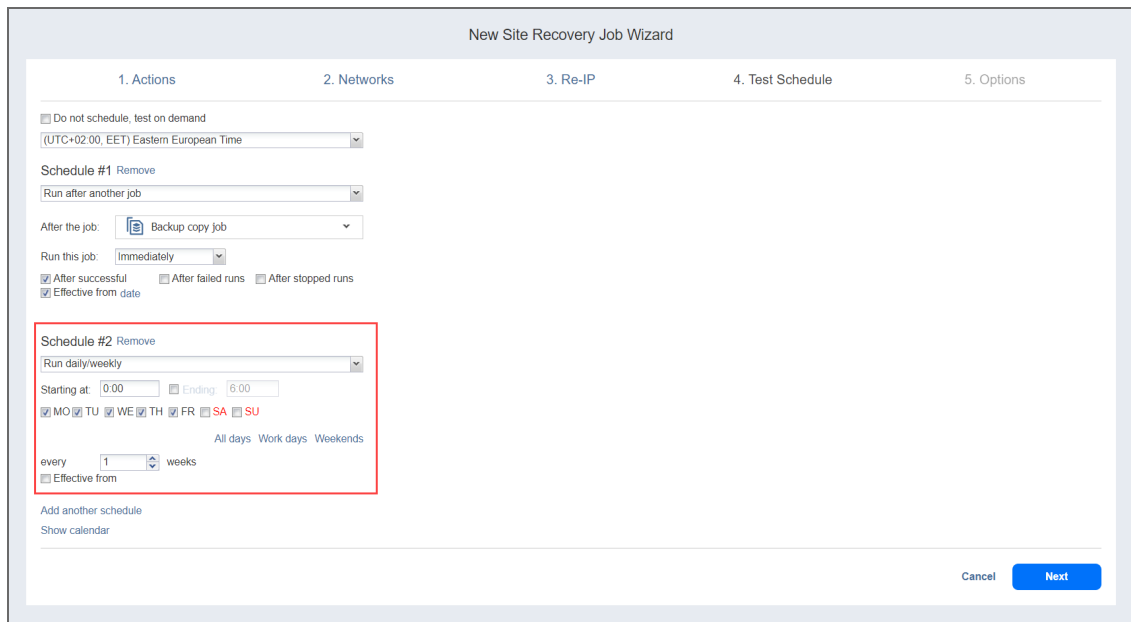 New Site Recovery Job Wizard
1. Actions 2. Networks 3. Re-IP 4. Test Schedule 5. Options
Do not schedule, test on demand
(UTC+02:00, EET) Eastern European Time
Schedule #1 Remove
Run after another job
After the job: Backup copy job
Run this job: Immediately
After successful After failed runs After stopped runs
Effective from date
Schedule #2 Remove
Run daily/weekly
Starting at: 0:00 Ending: 6:00
MO TU WE TH FR SA SU
All days Work days Weekends
every 1 weeks
Effective from
Add another schedule
Show calendar
Cancel Next